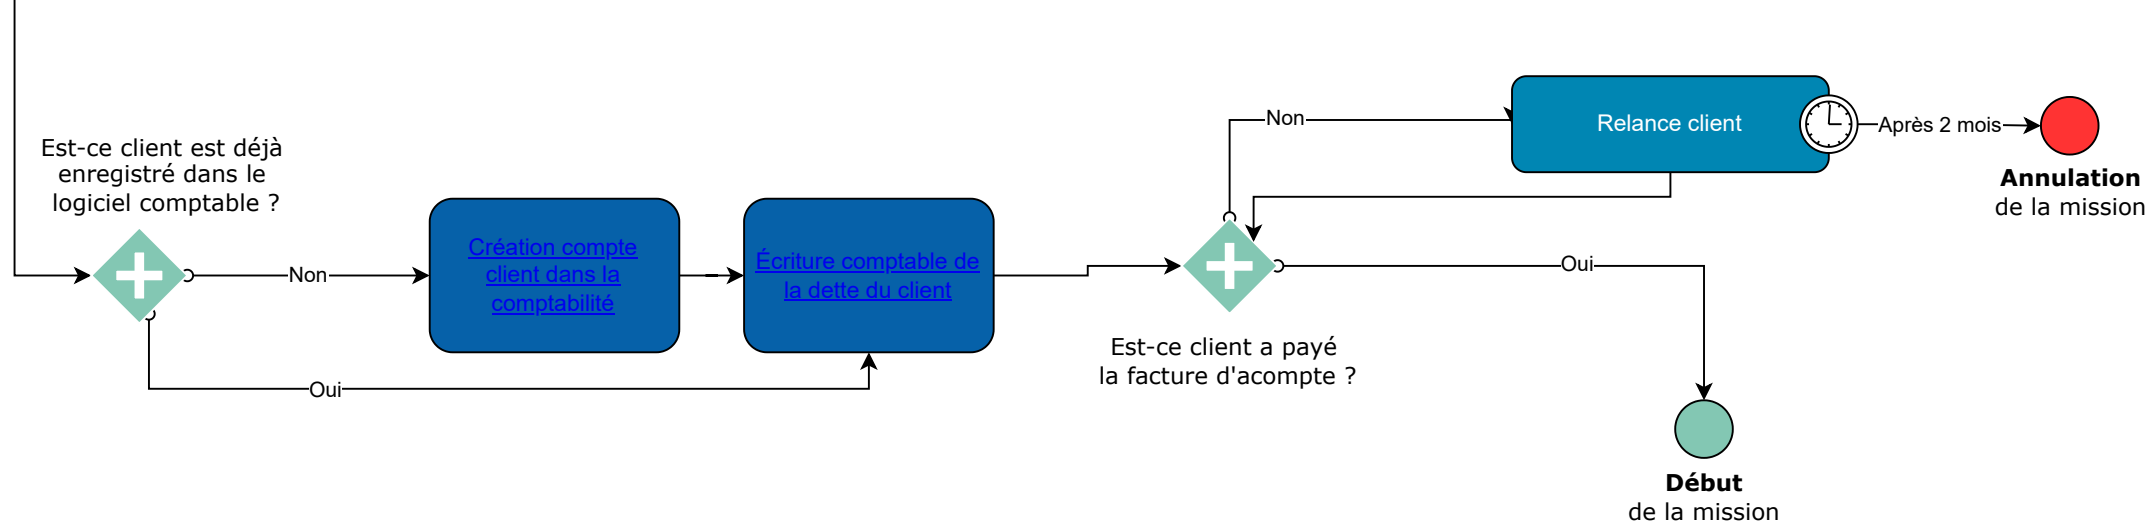 Est-ce client est déjà
enregistré dans le
logiciel comptable ?
Non
Oui
Création compte
client dans la
comptabilité
Écriture comptable de
la dette du client
Est-ce client a payé
la facture d'acompte ?
Non
Relance client
Après 2 mois
Annulation
de la mission
Oui
Début
de la mission